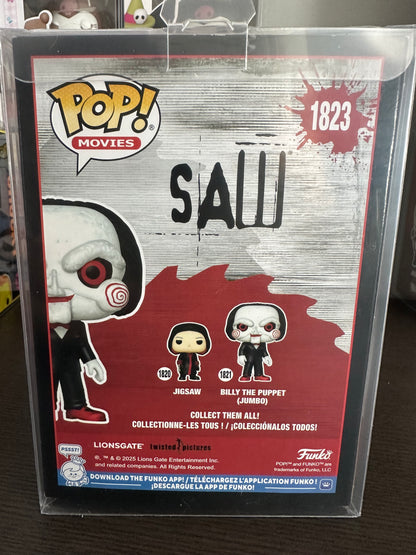 POP!
MOVIES
1823
SAW
1820
JIGSAW
1821
BILLY THE PUPPET
(JUMBO)
COLLECT THEM ALL!
COLLECTIONNE-LES TOUS ! / ¡COLECCIÓNALOS TODOS!
PSSST!
LIONSGATE
twisted pictures
®, ™ & © 2025 Lions Gate Entertainment Inc.
and related companies. All Rights Reserved.
Funko
POP!™ and FUNKO™ are
trademarks of Funko, LLC
DOWNLOAD THE FUNKO APP! / TÉLÉCHARGEZ L'APPLICATION FUNKO !
¡DESCARGUE LA APP DE FUNKO!